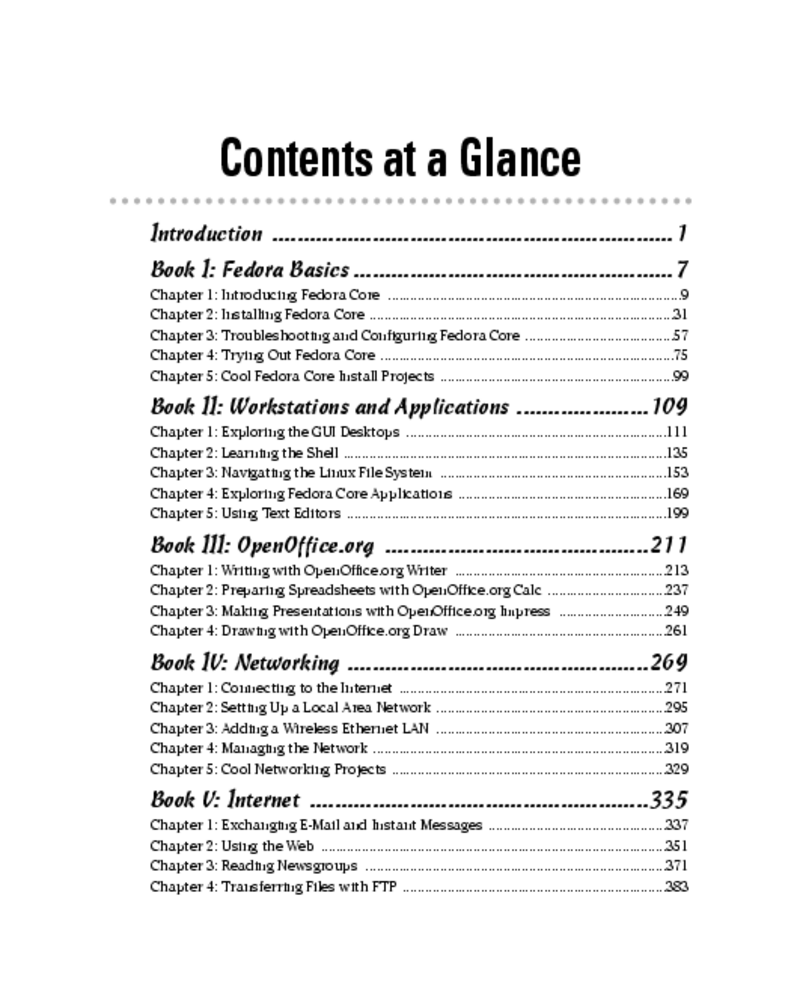 Contents at a Glance
Introduction ................................................................ 1
Book I: Fedora Basics ................................................... 7
Chapter 1: Introducing Fedora Core ...............................................................................9
Chapter 2: Installing Fedora Core ...................................................................................31
Chapter 3: Troubleshooting and Configuring Fedora Core ........................................57
Chapter 4: Trying Out Fedora Core ................................................................................75
Chapter 5: Cool Fedora Core Install Projects ...............................................................99
Book II: Workstations and Applications .....................109
Chapter 1: Exploring the GUI Desktops .......................................................................111
Chapter 2: Learning the Shell ........................................................................................135
Chapter 3: Navigating the Linux File System ..............................................................153
Chapter 4: Exploring Fedora Core Applications .........................................................169
Chapter 5: Using Text Editors .......................................................................................199
Book III: OpenOffice.org ..........................................211
Chapter 1: Writing with OpenOffice.org Writer ..........................................................213
Chapter 2: Preparing Spreadsheets with OpenOffice.org Calc .................................237
Chapter 3: Making Presentations with OpenOffice.org Impress ..............................249
Chapter 4: Drawing with OpenOffice.org Draw ..........................................................261
Book IV: Networking ................................................269
Chapter 1: Connecting to the Internet .........................................................................271
Chapter 2: Setting Up a Local Area Network ...............................................................295
Chapter 3: Adding a Wireless Ethernet LAN ...............................................................307
Chapter 4: Managing the Network ................................................................................319
Chapter 5: Cool Networking Projects ...........................................................................329
Book V: Internet ......................................................335
Chapter 1: Exchanging E-Mail and Instant Messages .................................................337
Chapter 2: Using the Web ..............................................................................................351
Chapter 3: Reading Newsgroups ..................................................................................371
Chapter 4: Transferring Files with FTP ........................................................................383